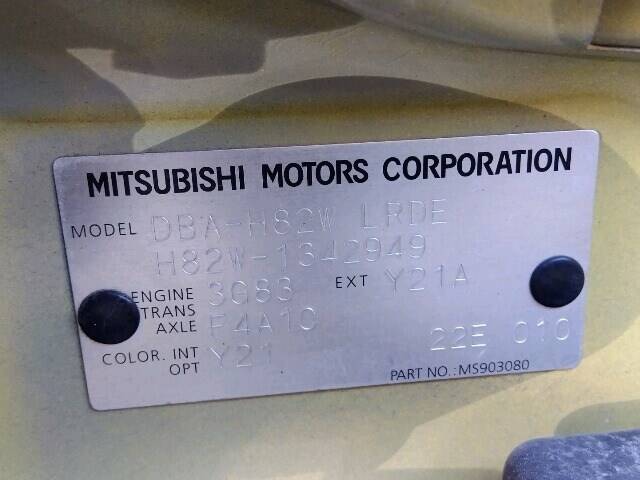 MITSUBISHI MOTORS CORPORATION
MODEL DBA-H82W LRDE
H82W-1342949
ENGINE 3G83 EXT Y21A
TRANS
AXLE F4A10
COLOR. INT Y21 22E 010
OPT
PART NO.: MS903080